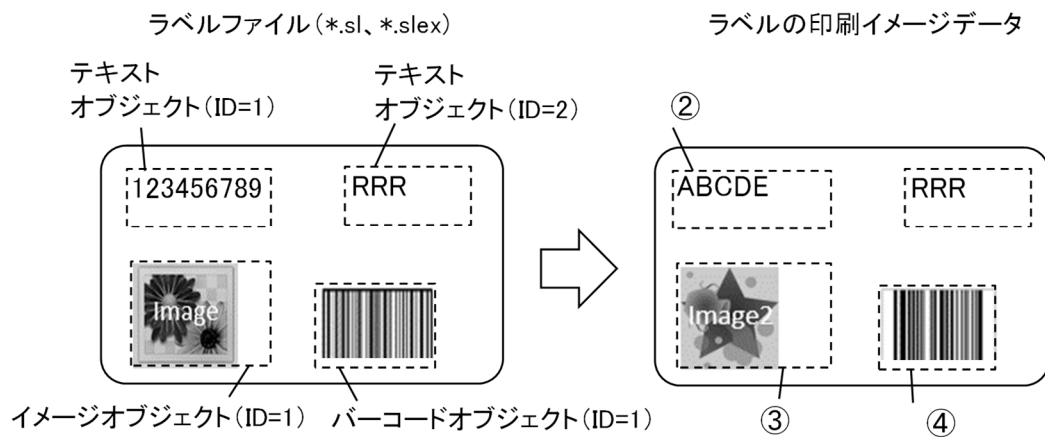 ラベルファイル(*.sl、*.slex)
ラベルの印刷イメージデータ
テキスト
オブジェクト(ID=1)
テキスト
オブジェクト(ID=2)
②
123456789
RRR
ABCDE
RRR
Image
Image2
イメージオブジェクト(ID=1)
バーコードオブジェクト(ID=1)
③
④